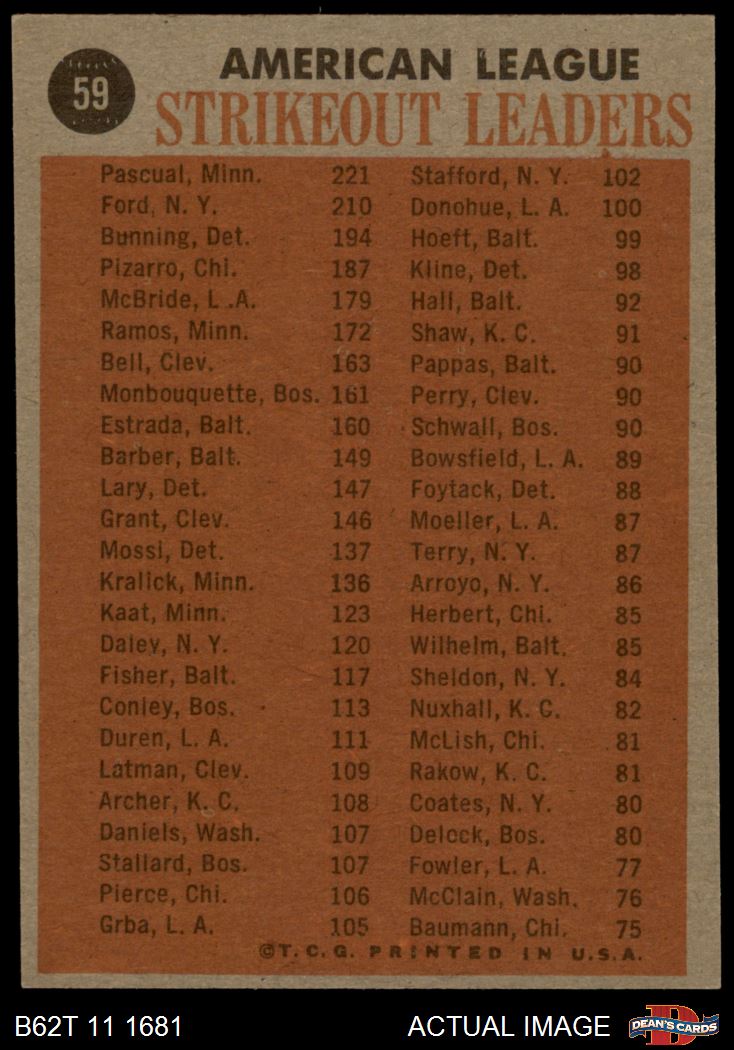 59
AMERICAN LEAGUE
STRIKEOUT LEADERS
Pascual, Minn. 221
Ford, N. Y. 210
Bunning, Det. 194
Pizarro, Chi. 187
McBride, L .A. 179
Ramos, Minn. 172
Bell, Clev. 163
Monbouquette, Bos. 161
Estrada, Balt. 160
Barber, Balt. 149
Lary, Det. 147
Grant, Clev. 146
Mossi, Det. 137
Kralick, Minn. 136
Kaat, Minn. 123
Daley, N. Y. 120
Fisher, Balt. 117
Conley, Bos. 113
Duren, L. A. 111
Latman, Clev. 109
Archer, K. C. 108
Daniels, Wash. 107
Stallard, Bos. 107
Pierce, Chi. 106
Grba, L. A. 105
Stafford, N. Y. 102
Donohue, L. A. 100
Hoeft, Balt. 99
Kline, Det. 98
Hall, Balt. 92
Shaw, K. C. 91
Pappas, Balt. 90
Perry, Clev. 90
Schwall, Bos. 90
Bowsfield, L. A. 89
Foytack, Det. 88
Moeller, L. A. 87
Terry, N. Y. 87
Arroyo, N. Y. 86
Herbert, Chi. 85
Wilhelm, Balt. 85
Sheldon, N. Y. 84
Nuxhall, K. C. 82
McLish, Chi. 81
Rakow, K. C. 81
Coates, N. Y. 80
Delock, Bos. 80
Fowler, L. A. 77
McClain, Wash. 76
Baumann, Chi. 75
©T. C. G. PRINTED IN U.S.A.
B62T 11 1681
ACTUAL IMAGE
D
DEAN'S CARDS